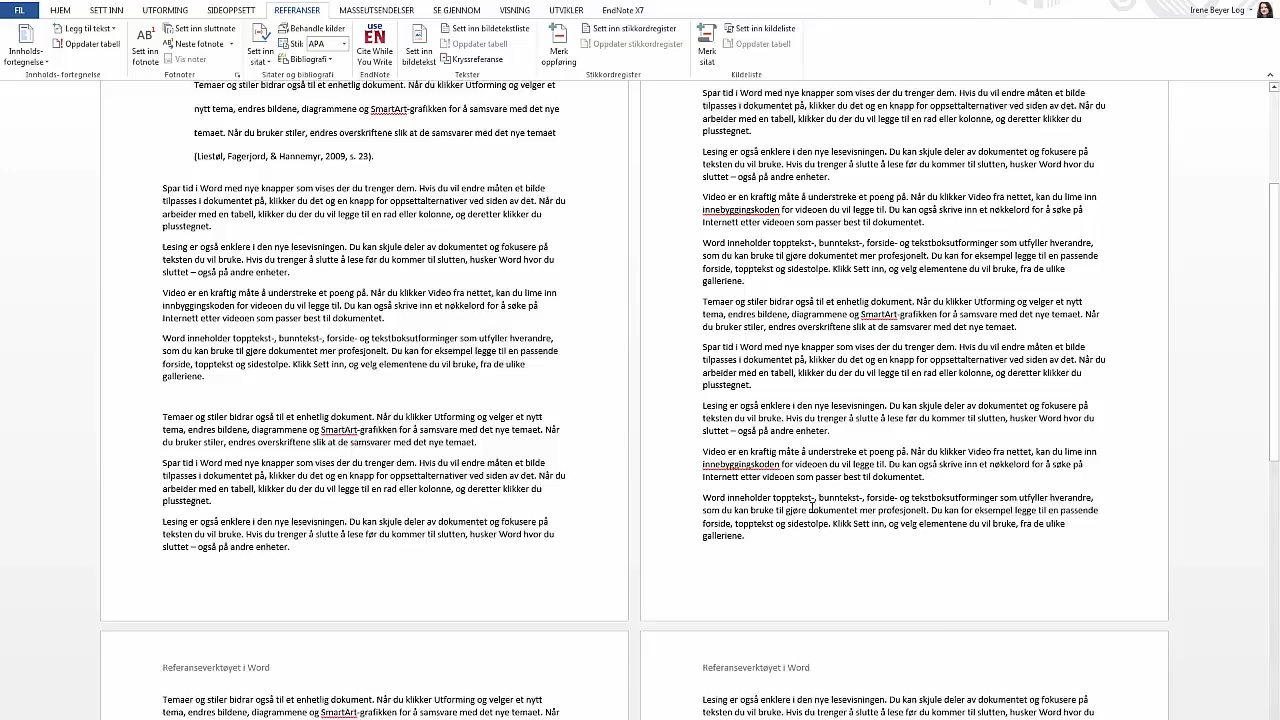 FIL HJEM SETT INN UTFORMING SIDEOPPSETT REFERANSER MASSEUTSENDELSER SE GJENNOM VISNING UTVIKLER EndNote X7 Irene Beyer Log
Innholds-
fortegnelse
Legg til tekst
Oppdater tabell
Innholds- fortegnelse
AB1
Sett inn
fotnote
Sett inn sluttnote
Neste fotnote
Vis noter
Fotnoter
Sett inn
sitat
Behandle kilder
Stik APA
Bibliografi
Sitater og bibliografi
use
EN
Cite While
You Write
EndNote
Sett inn
bildetekst
Sett inn bildetekstliste
Oppdater tabell
Kryssreferanse
Tekster
Merk
oppføring
Sett inn stikkordregister
Oppdater stikkordregister
Stikkordregister
Merk
sitat
Sett inn kildeliste
Oppdater tabell
Kildeliste
Temaer og stiler bidrar også til et enhetlig dokument. Når du klikker Utforming og velger et
nytt tema, endres bildene, diagrammene og SmartArt-grafikken for å samsvare med det nye
temaet. Når du bruker stiler, endres overskriftene slik at de samsvarer med det nye temaet
(Liestøl, Fagerjord, & Hannemyr, 2009, s. 23).
Spar tid i Word med nye knapper som vises der du trenger dem. Hvis du vil endre måten et bilde
tilpasses i dokumentet på, klikker du det og en knapp for oppsettalternativer ved siden av det. Når du
arbeider med en tabell, klikker du der du vil legge til en rad eller kolonne, og deretter klikker du
plusstegnet.
Lesing er også enklere i den nye lesevisningen. Du kan skjule deler av dokumentet og fokusere på
teksten du vil bruke. Hvis du trenger å slutte å lese før du kommer til slutten, husker Word hvor du
sluttet – også på andre enheter.
Video er en kraftig måte å understreke et poeng på. Når du klikker Video fra nettet, kan du lime inn
innbyggingskoden for videoen du vil legge til. Du kan også skrive inn et nøkkelord for å søke på
Internett etter videoen som passer best til dokumentet.
Word inneholder topptekst-, bunntekst-, forside- og tekstboksutforminger som utfyller hverandre,
som du kan bruke til gjøre dokumentet mer profesjonelt. Du kan for eksempel legge til en passende
forside, topptekst og sidestolpe. Klikk Sett inn, og velg elementene du vil bruke, fra de ulike
galleriene.
Temaer og stiler bidrar også til et enhetlig dokument. Når du klikker Utforming og velger et nytt
tema, endres bildene, diagrammene og SmartArt-grafikken for å samsvare med det nye temaet. Når
du bruker stiler, endres overskriftene slik at de samsvarer med det nye temaet.
Spar tid i Word med nye knapper som vises der du trenger dem. Hvis du vil endre måten et bilde
tilpasses i dokumentet på, klikker du det og en knapp for oppsettalternativer ved siden av det. Når du
arbeider med en tabell, klikker du der du vil legge til en rad eller kolonne, og deretter klikker du
plusstegnet.
Lesing er også enklere i den nye lesevisningen. Du kan skjule deler av dokumentet og fokusere på
teksten du vil bruke. Hvis du trenger å slutte å lese før du kommer til slutten, husker Word hvor du
sluttet – også på andre enheter.
Spar tid i Word med nye knapper som vises der du trenger dem. Hvis du vil endre måten et bilde
tilpasses i dokumentet på, klikker du det og en knapp for oppsettalternativer ved siden av det. Når du
arbeider med en tabell, klikker du der du vil legge til en rad eller kolonne, og deretter klikker du
plusstegnet.
Lesing er også enklere i den nye lesevisningen. Du kan skjule deler av dokumentet og fokusere på
teksten du vil bruke. Hvis du trenger å slutte å lese før du kommer til slutten, husker Word hvor du
sluttet – også på andre enheter.
Video er en kraftig måte å understreke et poeng på. Når du klikker Video fra nettet, kan du lime inn
innebyggingskoden for videoen du vil legge til. Du kan også skrive inn et nøkkelord for å søke på
Internett etter videoen som passer best til dokumentet.
Word inneholder topptekst-, bunntekst-, forside- og tekstboksutforminger som utfyller hverandre,
som du kan bruke til gjøre dokumentet mer profesjonelt. Du kan for eksempel legge til en passende
forside, topptekst og sidestolpe. Klikk Sett inn, og velg elementene du vil bruke, fra de ulike
galleriene.
Temaer og stiler bidrar også til et enhetlig dokument. Når du klikker Utforming og velger et nytt
tema, endres bildene, diagrammene og SmartArt-grafikken for å samsvare med det nye temaet. Når
du bruker stiler, endres overskriftene slik at de samsvarer med det nye temaet.
Spar tid i Word med nye knapper som vises der du trenger dem. Hvis du vil endre måten et bilde
tilpasses i dokumentet på, klikker du det og en knapp for oppsettalternativer ved siden av det. Når du
arbeider med en tabell, klikker du der du vil legge til en rad eller kolonne, og deretter klikker du
plusstegnet.
Lesing er også enklere i den nye lesevisningen. Du kan skjule deler av dokumentet og fokusere på
teksten du vil bruke. Hvis du trenger å slutte å lese før du kommer til slutten, husker Word hvor du
sluttet – også på andre enheter.
Video er en kraftig måte å understreke et poeng på. Når du klikker Video fra nettet, kan du lime inn
innebyggingskoden for videoen du vil legge til. Du kan også skrive inn et nøkkelord for å søke på
Internett etter videoen som passer best til dokumentet.
Word inneholder topptekst-, bunntekst-, forside- og tekstboksutforminger som utfyller hverandre,
som du kan bruke til gjøre dokumentet mer profesjonelt. Du kan for eksempel legge til en passende
forside, topptekst og sidestolpe. Klikk Sett inn, og velg elementene du vil bruke, fra de ulike
galleriene.
Referanseverktøyet i Word
Temaer og stiler bidrar også til et enhetlig dokument. Når du klikker Utforming og velger et nytt
tema, endres bildene, diagrammene og SmartArt-grafikken for å samsvare med det nye temaet. Når
Referanseverktøyet i Word
Lesing er også enklere i den nye lesevisningen. Du kan skjule deler av dokumentet og fokusere på
teksten du vil bruke. Hvis du trenger å slutte å lese før du kommer til slutten, husker Word hvor du